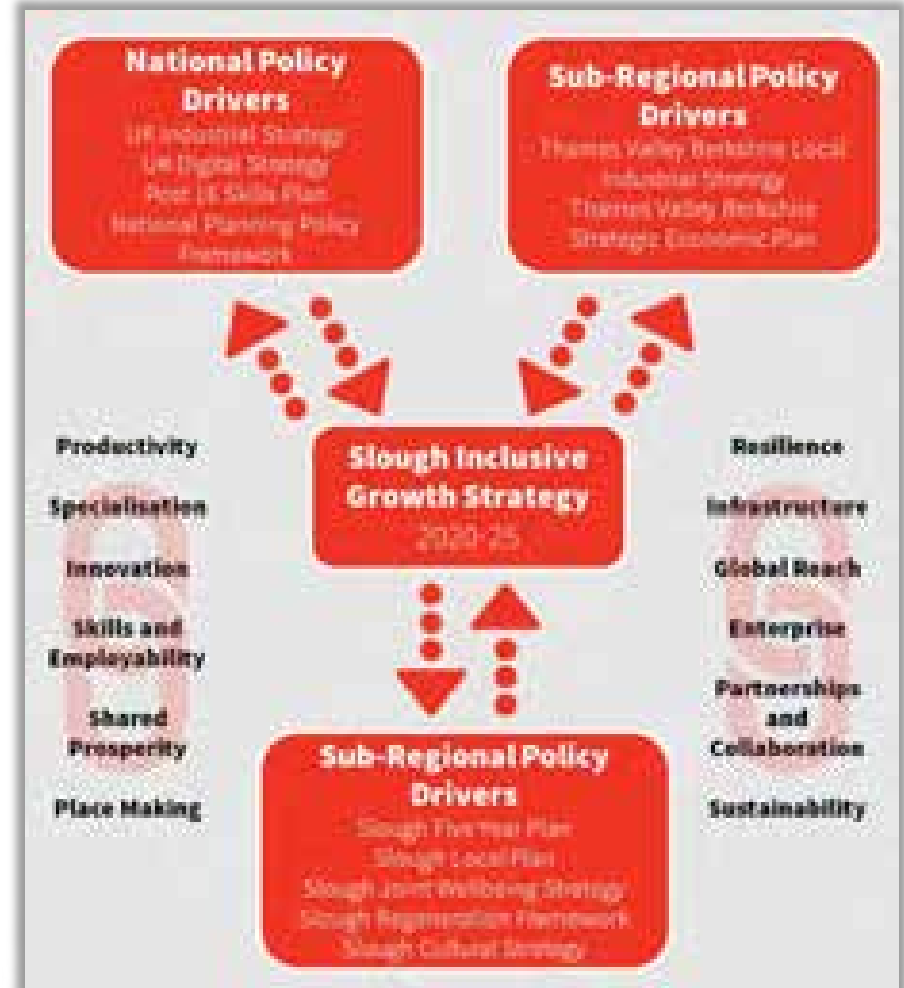 National Policy
Drivers
UK Industrial Strategy
UK Digital Strategy
Post 16 Skills Plan
National Planning Policy
Framework
Sub-Regional Policy
Drivers
Thames Valley Berkshire Local
Industrial Strategy
Thames Valley Berkshire
Strategic Economic Plan
Slough Inclusive
Growth Strategy
2020-25
Productivity
Specialisation
Innovation
Skills and
Employability
Shared
Prosperity
Place Making
Resilience
Infrastructure
Global Reach
Enterprise
Partnerships
and
Collaboration
Sustainability
Sub-Regional Policy
Drivers
Slough Five Year Plan
Slough Local Plan
Slough Joint Wellbeing Strategy
Slough Regeneration Framework
Slough Cultural Strategy